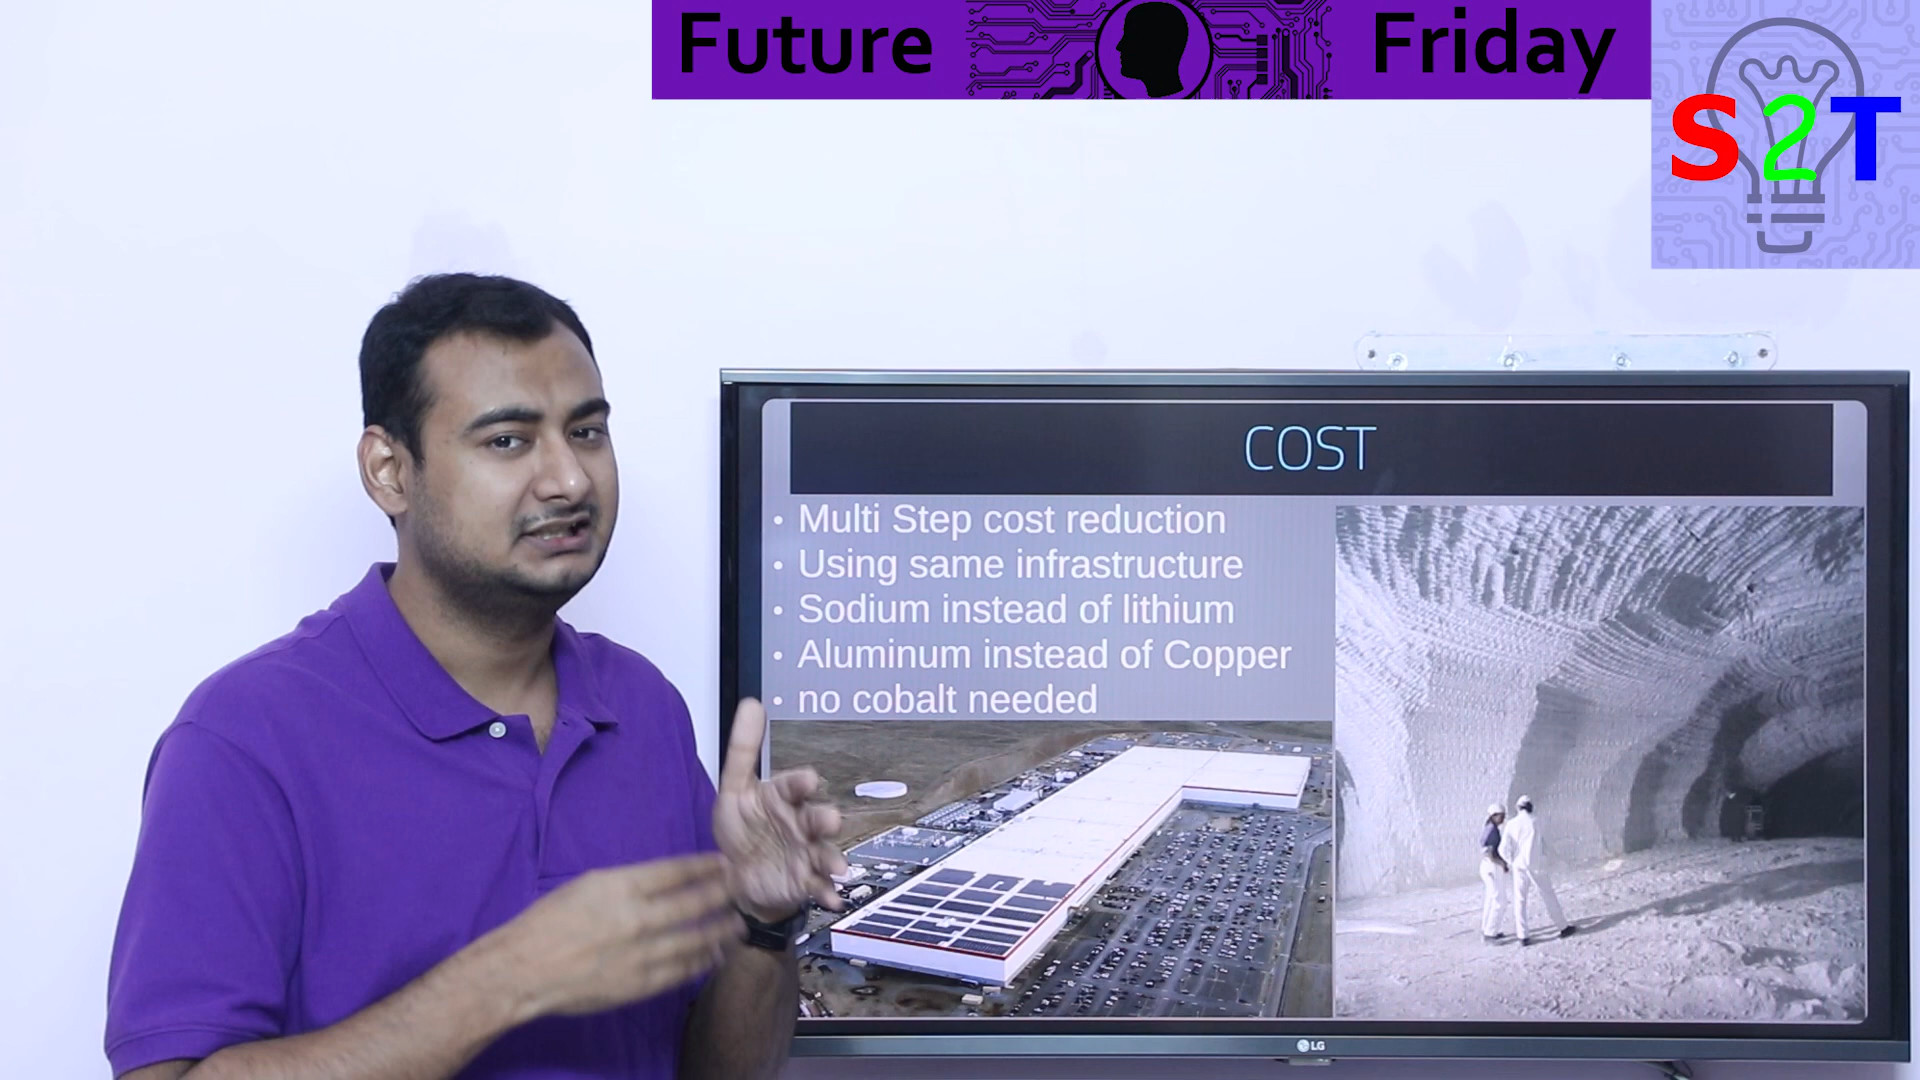 Future Friday
S2T
COST
• Multi Step cost reduction
• Using same infrastructure
• Sodium instead of lithium
• Aluminum instead of Copper
• no cobalt needed
LG